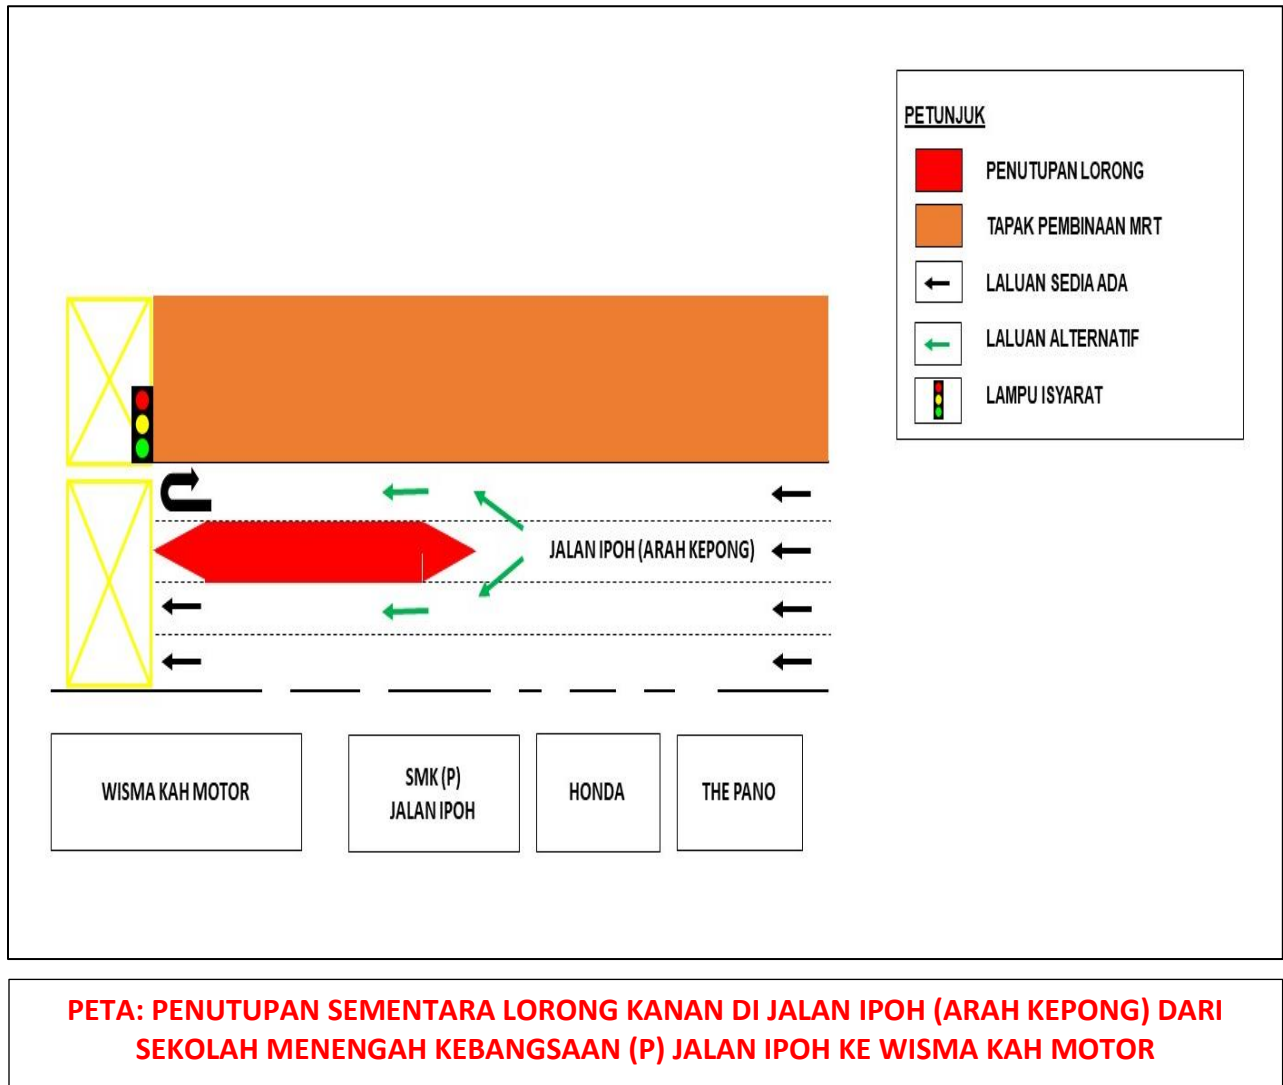 PETUNJUK
PENUTUPAN LORONG
TAPAK PEMBINAAN MRT
LALUAN SEDIA ADA
LALUAN ALTERNATIF
LAMPU ISYARAT
JALAN IPOH (ARAH KEPONG)
WISMA KAH MOTOR
SMK (P)
JALAN IPOH
HONDA
THE PANO
PETA: PENUTUPAN SEMENTARA LORONG KANAN DI JALAN IPOH (ARAH KEPONG) DARI
SEKOLAH MENENGAH KEBANGSAAN (P) JALAN IPOH KE WISMA KAH MOTOR